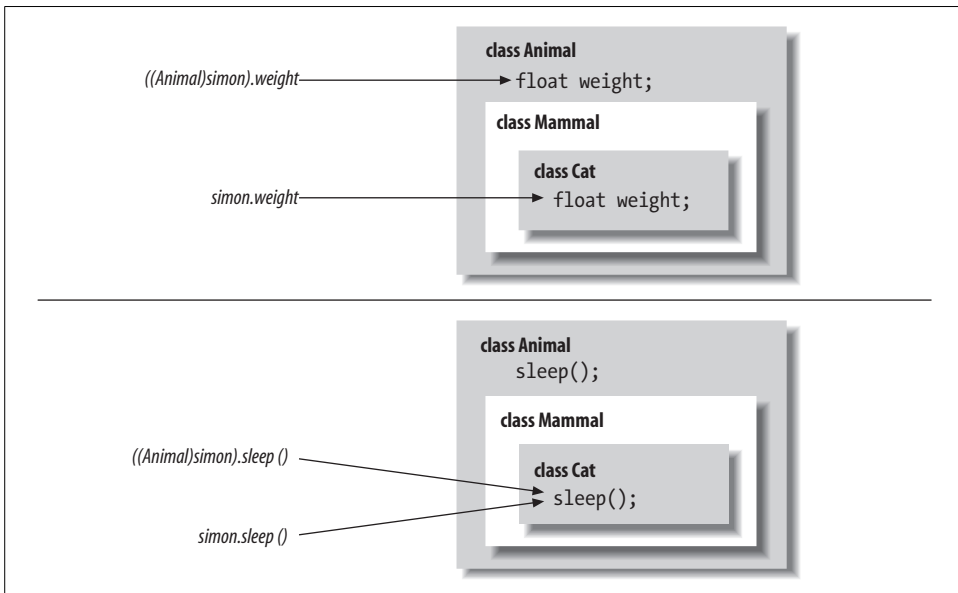 class Animal
((Animal)simon).weight
float weight;
class Mammal
class Cat
simon.weight
float weight;
class Animal
sleep();
class Mammal
((Animal)simon).sleep ()
class Cat
sleep();
simon.sleep ()